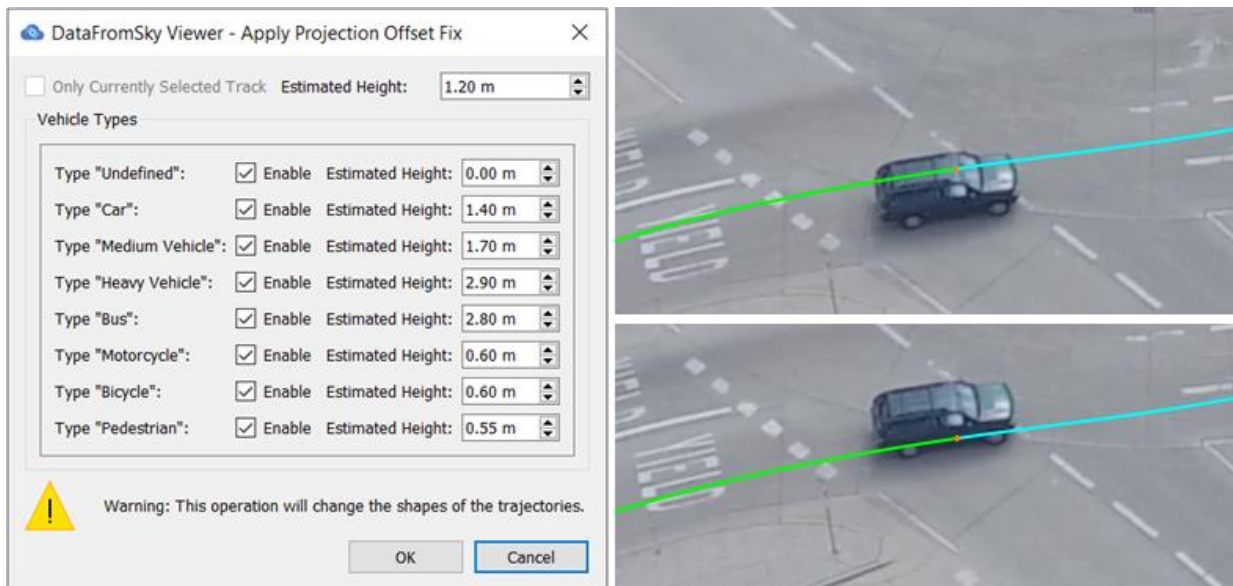 DataFromSky Viewer - Apply Projection Offset Fix
Only Currently Selected Track Estimated Height: 1.20 m
Vehicle Types
Type "Undefined": Enable Estimated Height: 0.00 m
Type "Car": Enable Estimated Height: 1.40 m
Type "Medium Vehicle": Enable Estimated Height: 1.70 m
Type "Heavy Vehicle": Enable Estimated Height: 2.90 m
Type "Bus": Enable Estimated Height: 2.80 m
Type "Motorcycle": Enable Estimated Height: 0.60 m
Type "Bicycle": Enable Estimated Height: 0.60 m
Type "Pedestrian": Enable Estimated Height: 0.55 m
Warning: This operation will change the shapes of the trajectories.
OK Cancel
YIELD
YIELD
YIELD
YIELD